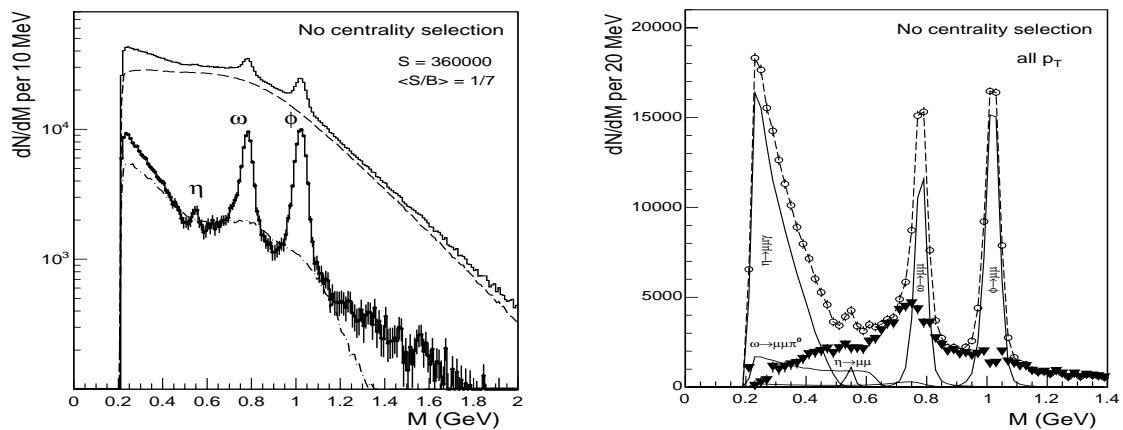 No centrality selection
S = 360000
<S/B> = 1/7
ω
ϕ
η
dN/dM per 10 MeV
10⁴
10³
0 0.2 0.4 0.6 0.8 1 1.2 1.4 1.6 1.8 2
M (GeV)
No centrality selection
all pT
dN/dM per 20 MeV
20000
15000
10000
5000
0
η→μμγ
ω→μμ
ϕ→μμ
ω→μμπ°
η→μμ
0 0.2 0.4 0.6 0.8 1 1.2 1.4
M (GeV)